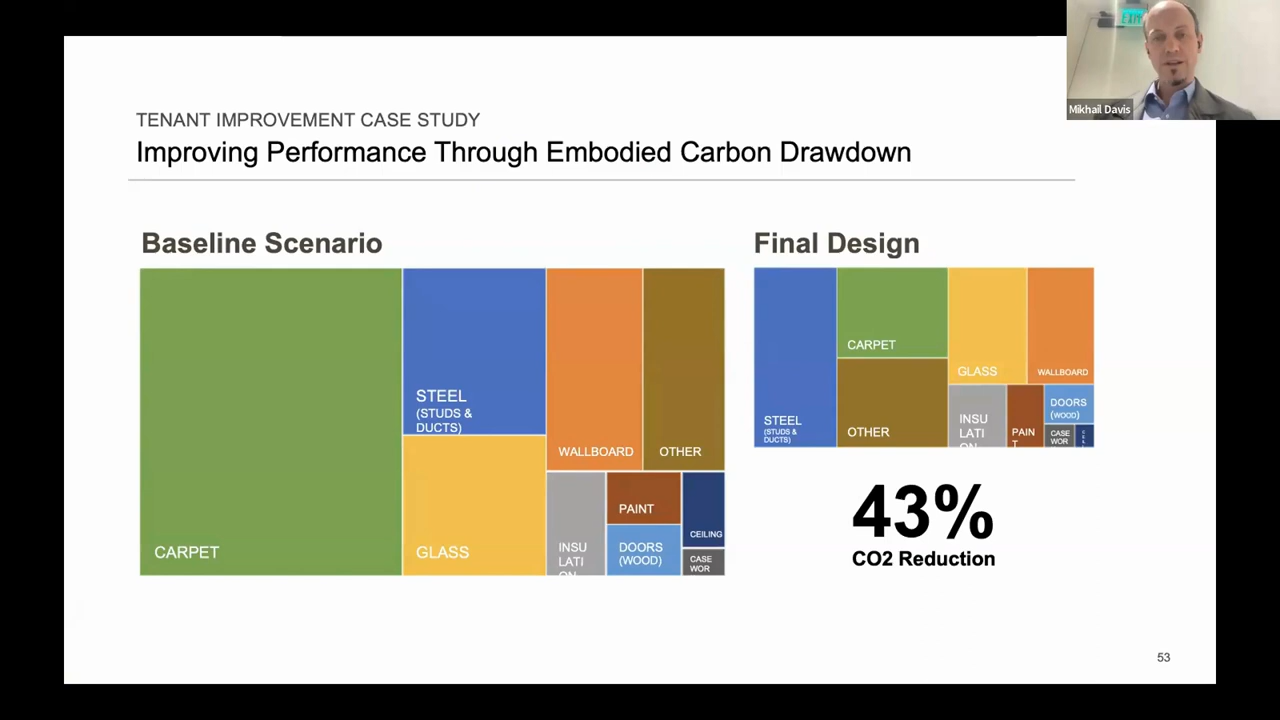 EXIT
Mikhail Davis
TENANT IMPROVEMENT CASE STUDY
Improving Performance Through Embodied Carbon Drawdown
Baseline Scenario
CARPET
STEEL
(STUDS &
DUCTS)
GLASS
WALLBOARD
OTHER
INSU
LATI
ON
PAINT
DOORS
(WOOD)
CEILING
CASE
WOR
Final Design
STEEL
(STUDS &
DUCTS)
CARPET
OTHER
GLASS
WALLBOARD
INSU
LATI
ON
PAIN
T
DOORS
(WOOD)
CASE
WOR
43%
CO2 Reduction
53